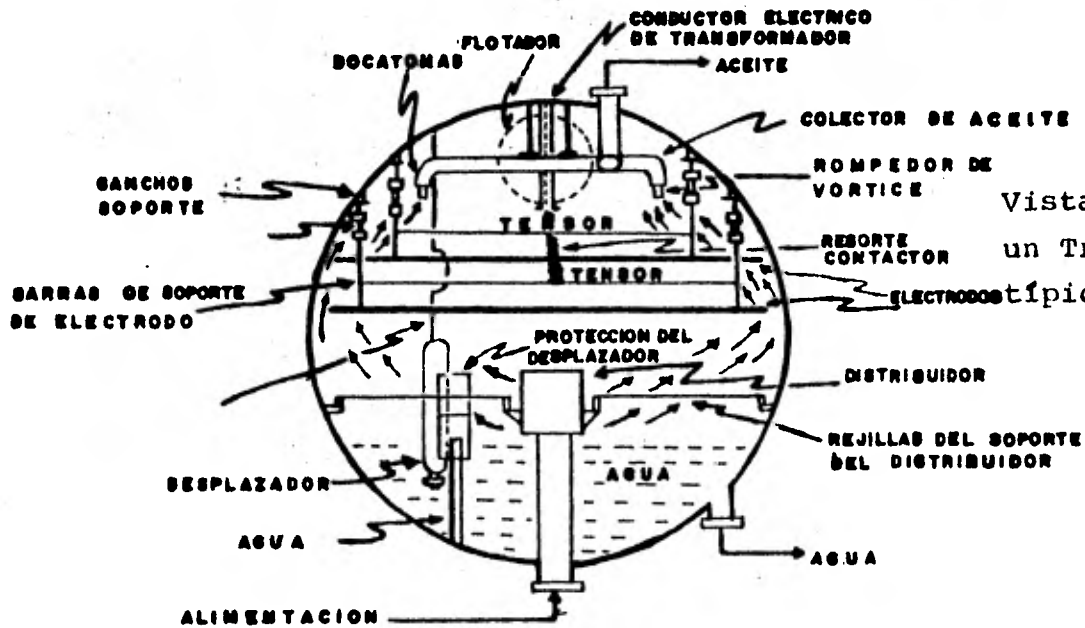 CONDUCTOR ELECTRICO
DE TRANSFORMADOR
FLOTADOR
BOCATOMAS
ACEITE
COLECTOR DE ACEITE
ROMPEDOR DE
VORTICE
GANCHOS
SOPORTE
Vista
TENSOR
RESORTE
CONTACTOR
un
TENSOR
BARRAS DE SOPORTE
DE ELECTRODO
ELECTRODOS
PROTECCION DEL
DESPLAZADOR
DISTRIBUIDOR
REJILLAS DEL SOPORTE
DEL DISTRIBUIDOR
AGUA
DESPLAZADOR
AGUA
AGUA
ALIMENTACION